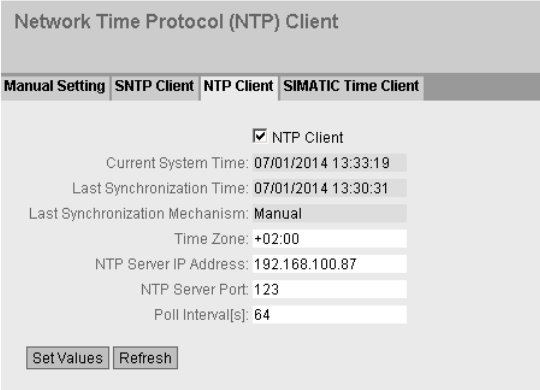 Network Time Protocol (NTP) Client
Manual Setting SNTP Client NTP Client SIMATIC Time Client
NTP Client
Current System Time: 07/01/2014 13:33:19
Last Synchronization Time: 07/01/2014 13:30:31
Last Synchronization Mechanism: Manual
Time Zone: +02:00
NTP Server IP Address: 192.168.100.87
NTP Server Port: 123
Poll Interval[s]: 64
Set Values Refresh